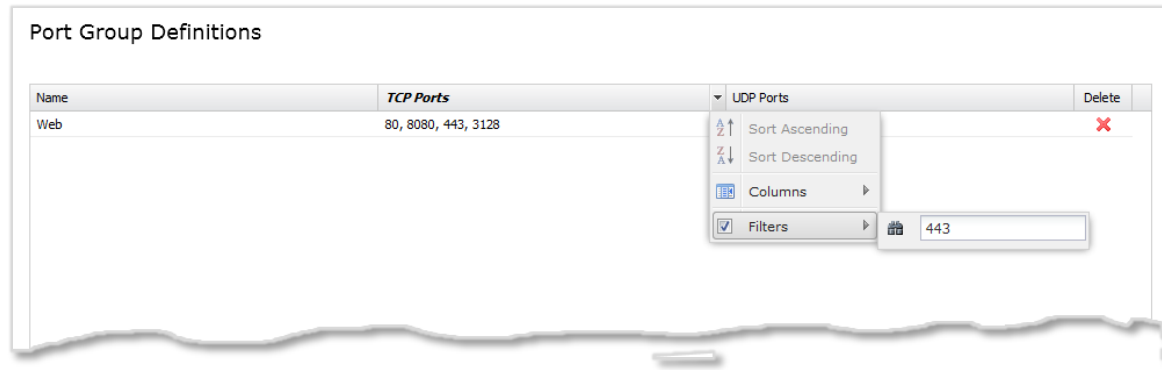 Port Group Definitions
Name TCP Ports UDP Ports Delete
Web 80, 8080, 443, 3128
Sort Ascending
Sort Descending
Columns
Filters 443